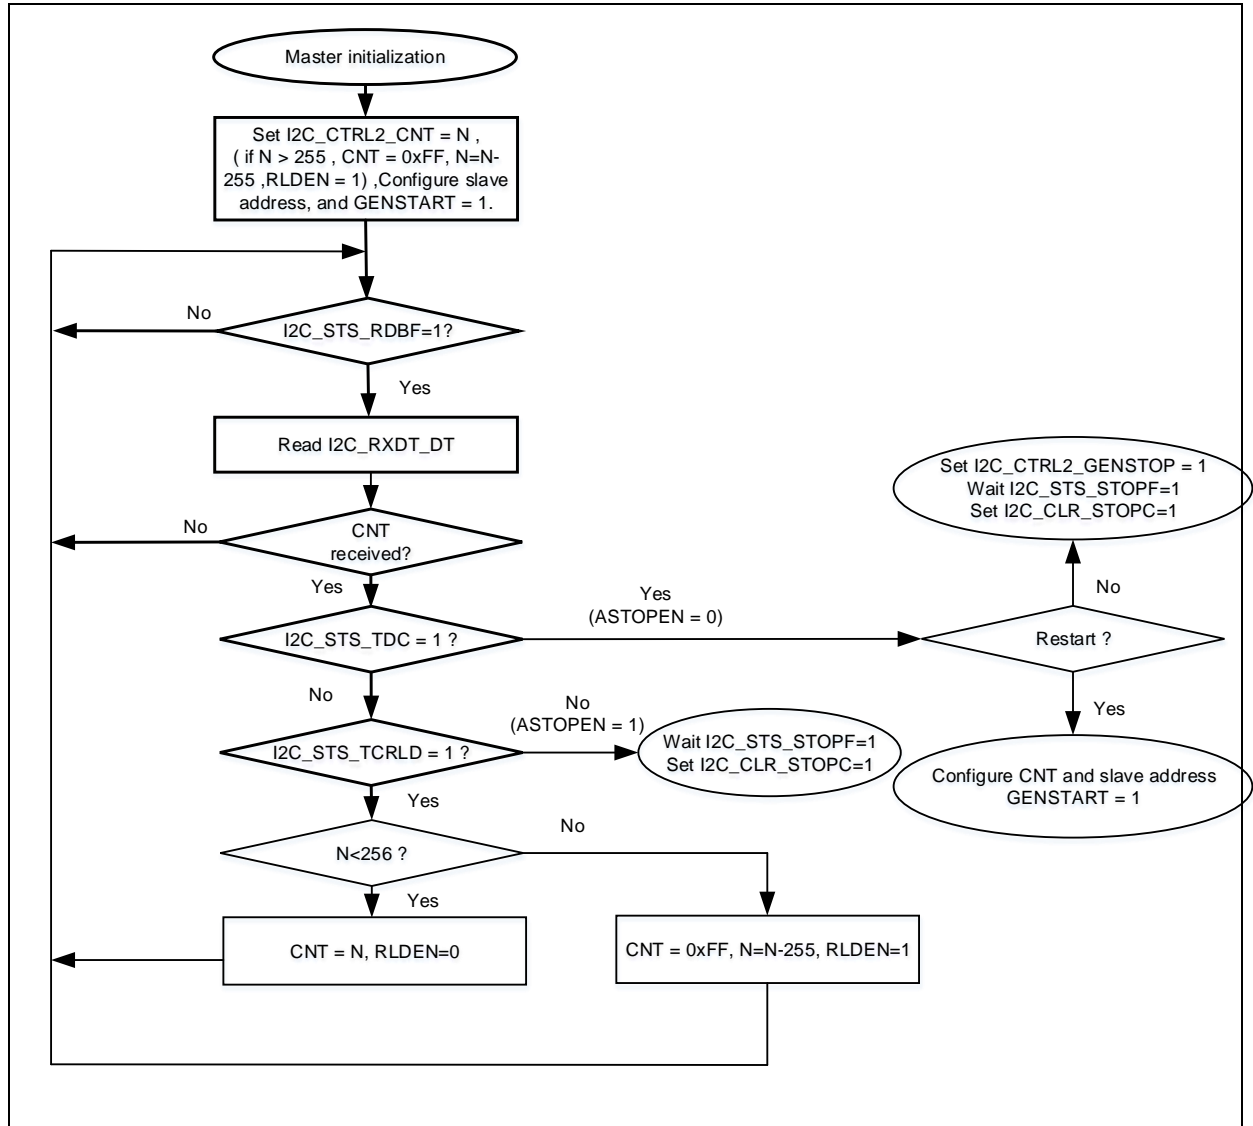 Master initialization
Set I2C_CTRL2_CNT = N ,
( if N > 255 , CNT = 0xFF, N=N-
255 ,RLDEN = 1) ,Configure slave
address, and GENSTART = 1.
No
I2C_STS_RDBF=1?
Yes
Read I2C_RXDT_DT
No
CNT
received?
Yes
I2C_STS_TDC = 1 ?
Yes
(ASTOPEN = 0)
Set I2C_CTRL2_GENSTOP = 1
Wait I2C_STS_STOPF=1
Set I2C_CLR_STOPC=1
No
Restart ?
Yes
Configure CNT and slave address
GENSTART = 1
No
I2C_STS_TCRLD = 1 ?
No
(ASTOPEN = 1)
Wait I2C_STS_STOPF=1
Set I2C_CLR_STOPC=1
Yes
N<256 ?
No
Yes
CNT = N, RLDEN=0
CNT = 0xFF, N=N-255, RLDEN=1